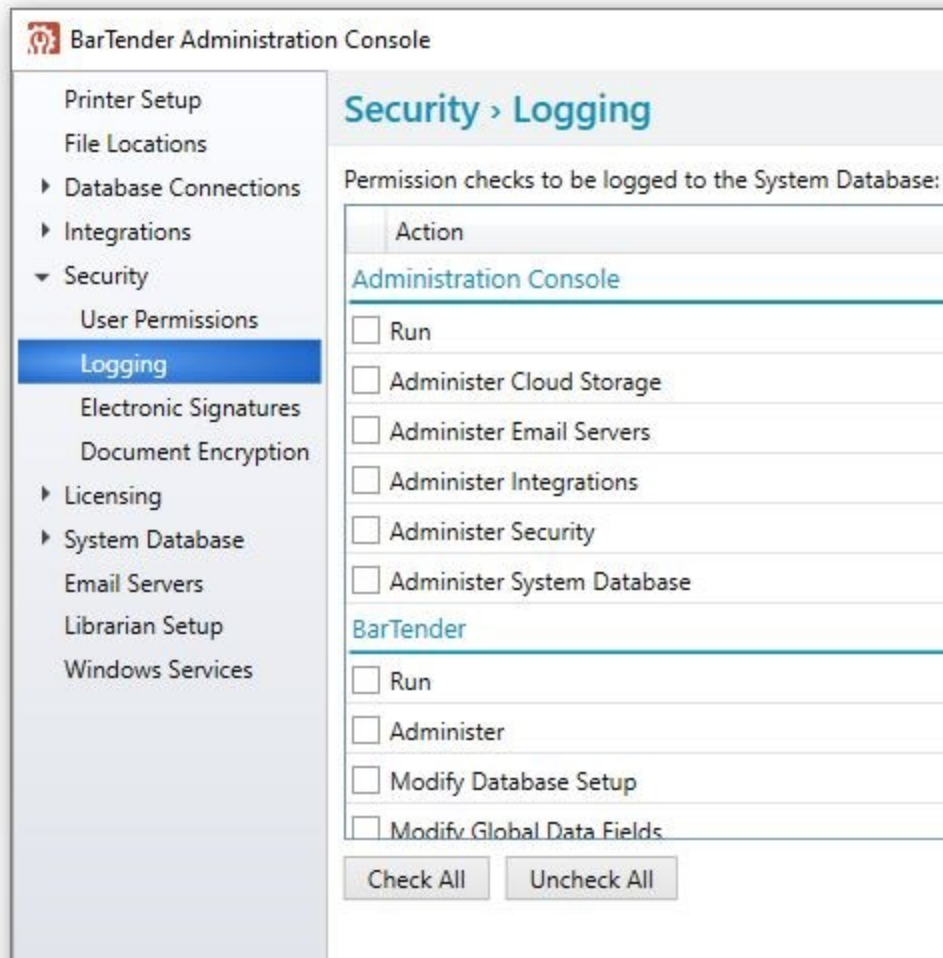 BarTender Administration Console
Printer Setup
File Locations
Database Connections
Integrations
Security
User Permissions
Logging
Electronic Signatures
Document Encryption
Licensing
System Database
Email Servers
Librarian Setup
Windows Services
Security › Logging
Permission checks to be logged to the System Database:
Action
Administration Console
Run
Administer Cloud Storage
Administer Email Servers
Administer Integrations
Administer Security
Administer System Database
BarTender
Run
Administer
Modify Database Setup
Modify Global Data Fields
Check All
Uncheck All